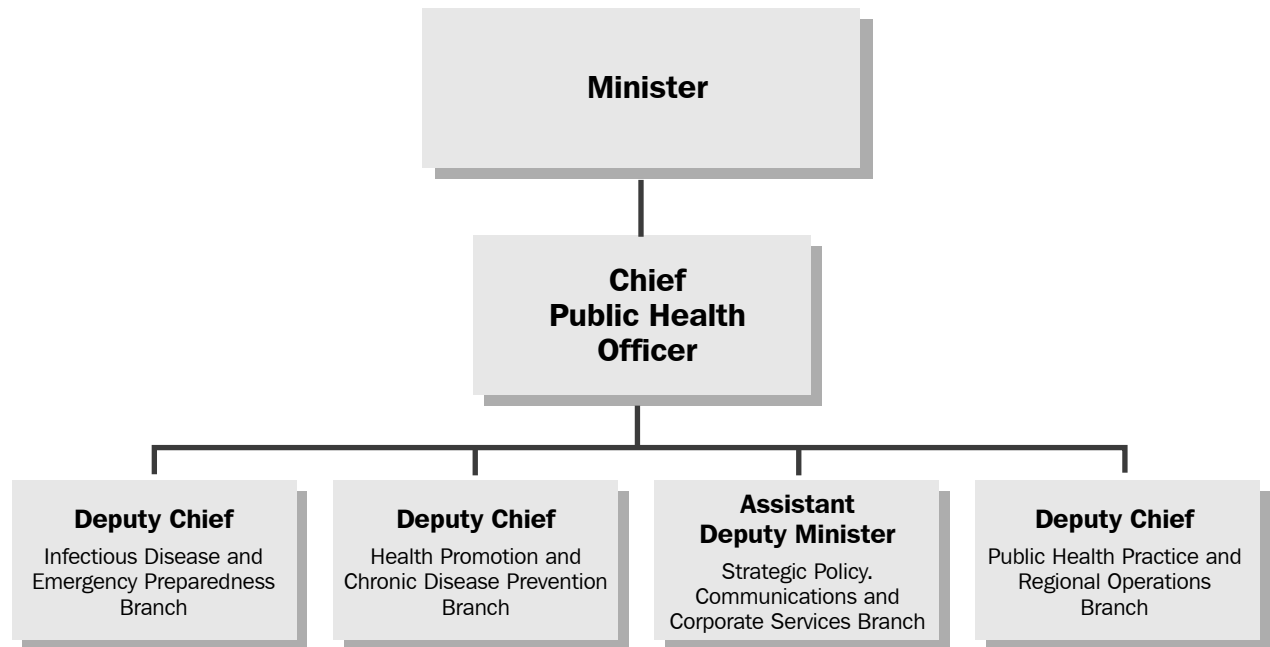 Minister
Chief
Public Health
Officer
Deputy Chief
Infectious Disease and
Emergency Preparedness
Branch
Deputy Chief
Health Promotion and
Chronic Disease Prevention
Branch
Assistant
Deputy Minister
Strategic Policy.
Communications and
Corporate Services Branch
Deputy Chief
Public Health Practice and
Regional Operations
Branch